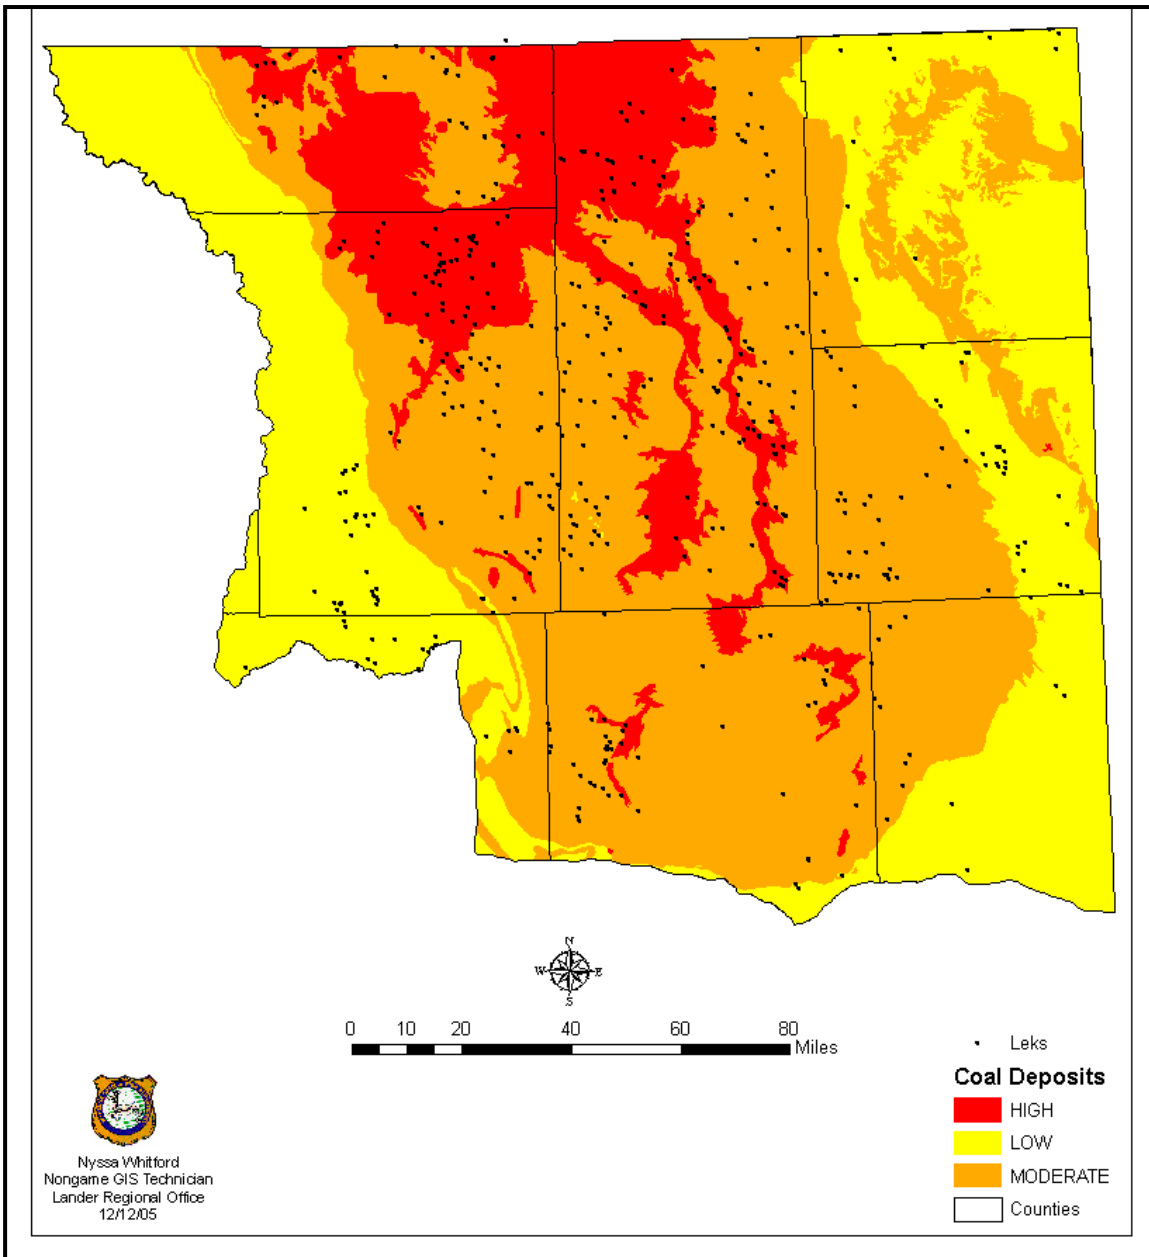 N
W E
S
0 10 20 40 60 80
Miles
Leks
Coal Deposits
HIGH
LOW
MODERATE
Counties
Nyssa Whitford
Nongame GIS Technician
Lander Regional Office
12/12/05